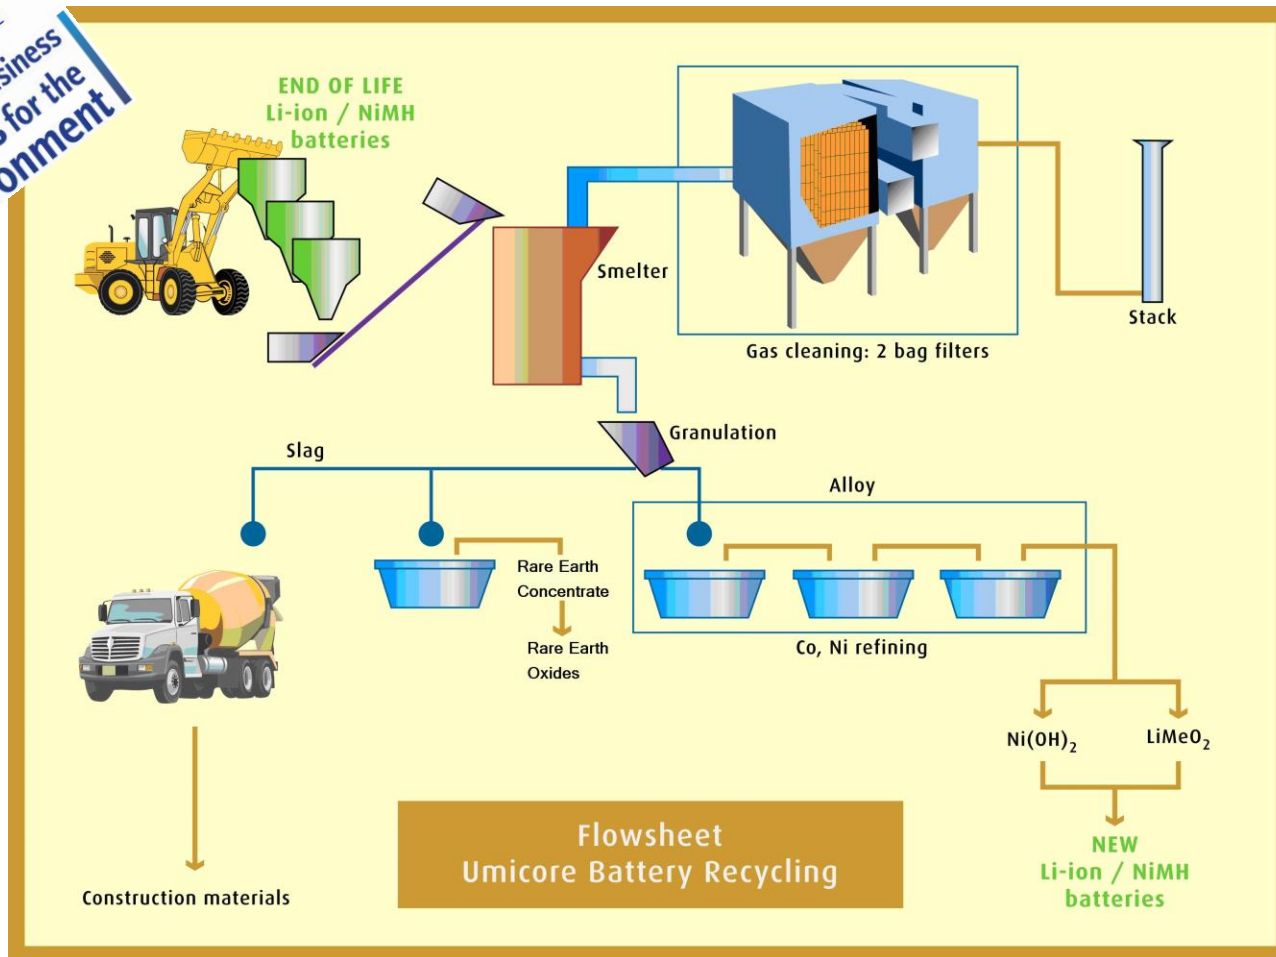 for the
END OF LIFE
Li-ion / NiMH
batteries
Smelter
Gas cleaning: 2 bag filters
Stack
Granulation
Slag
Alloy
Rare Earth
Concentrate
Rare Earth
Oxides
Co, Ni refining
Ni(OH)₂
LiMeO₂
NEW
Li-ion / NiMH
batteries
Construction materials
Flowsheet
Umicore Battery Recycling